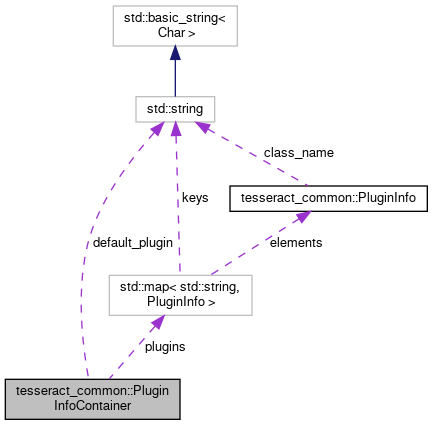 std::basic_string<
Char >
std::string
class_name
keys
tesseract_common::PluginInfo
default_plugin
elements
std::map< std::string,
PluginInfo >
plugins
tesseract_common::Plugin
InfoContainer